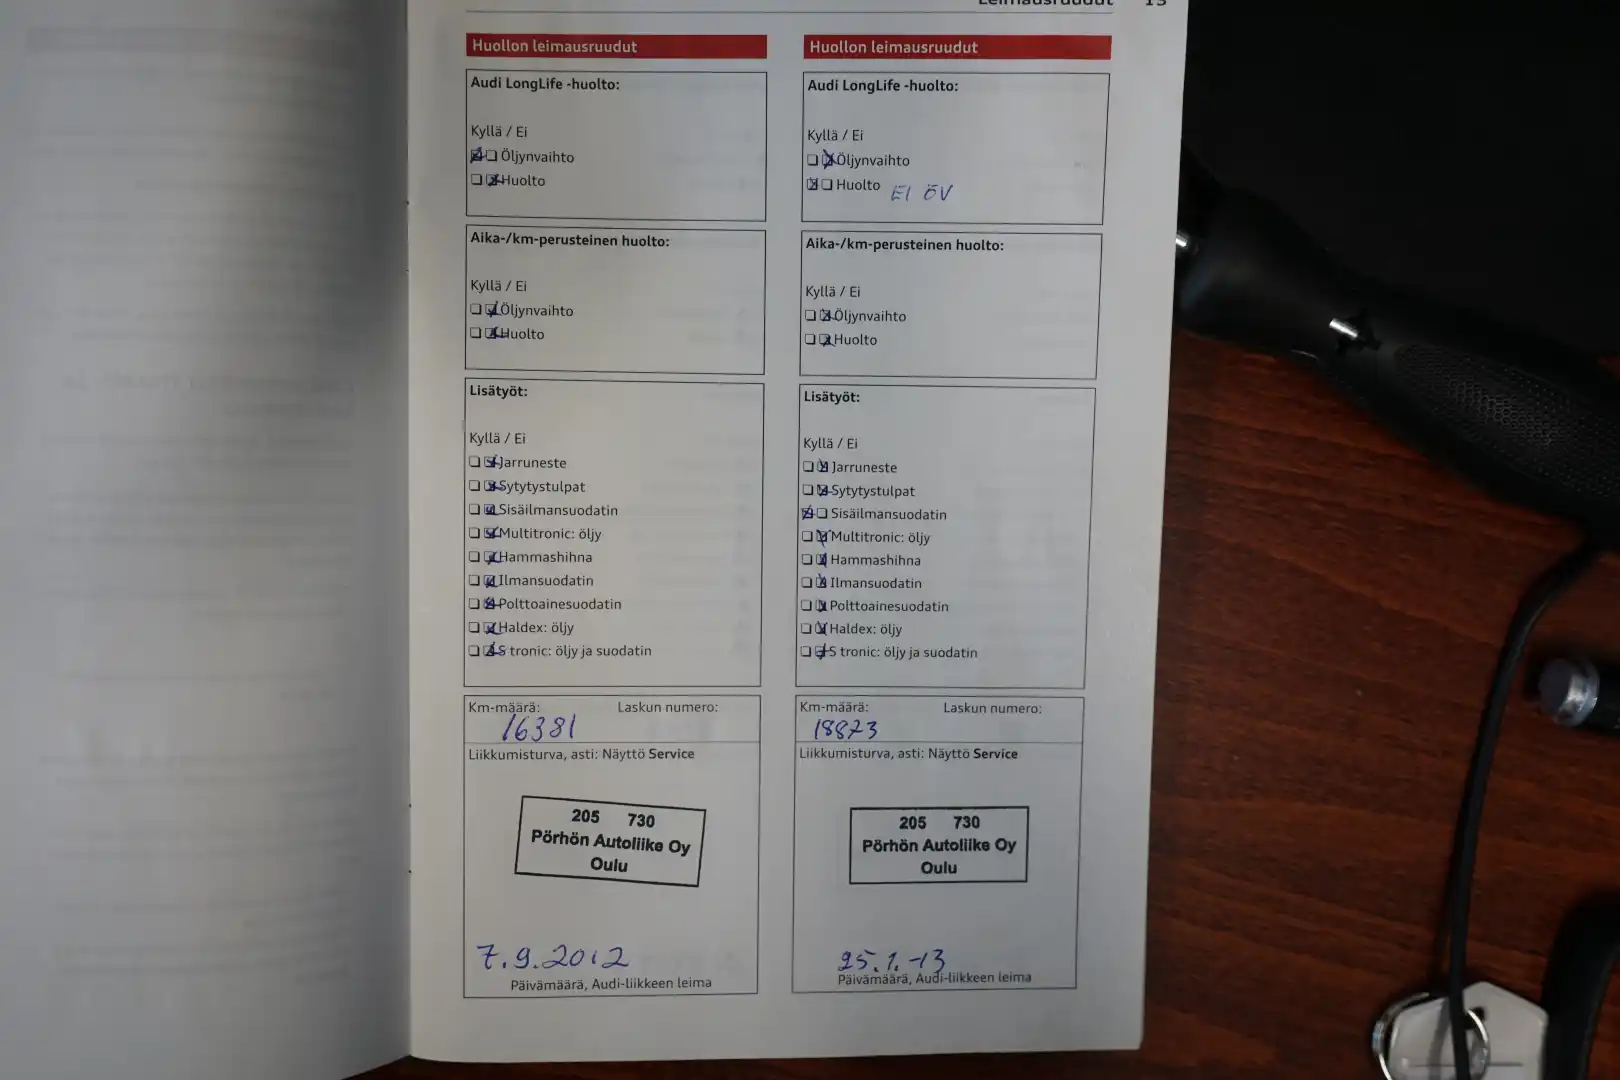 Leimausruudut 13
Huollon leimausruudut
Audi LongLife -huolto:
Kyllä / Ei
Öljynvaihto
Huolto
Aika-/km-perusteinen huolto:
Kyllä / Ei
Öljynvaihto
Huolto
Lisätyöt:
Kyllä / Ei
Jarruneste
Sytytystulpat
Sisäilmansuodatin
Multitronic: öljy
Hammashihna
Ilmansuodatin
Polttoainesuodatin
Haldex: öljy
S tronic: öljy ja suodatin
Km-määrä: Laskun numero:
16381
Liikkumisturva, asti: Näyttö Service
205 730
Pörhön Autoliike Oy
Oulu
7.9.2012
Päivämäärä, Audi-liikkeen leima
Huollon leimausruudut
Audi LongLife -huolto:
Kyllä / Ei
Öljynvaihto
Huolto EI ÖV
Aika-/km-perusteinen huolto:
Kyllä / Ei
Öljynvaihto
Huolto
Lisätyöt:
Kyllä / Ei
Jarruneste
Sytytystulpat
Sisäilmansuodatin
Multitronic: öljy
Hammashihna
Ilmansuodatin
Polttoainesuodatin
Haldex: öljy
S tronic: öljy ja suodatin
Km-määrä: Laskun numero:
18873
Liikkumisturva, asti: Näyttö Service
205 730
Pörhön Autoliike Oy
Oulu
25.1.-13
Päivämäärä, Audi-liikkeen leima